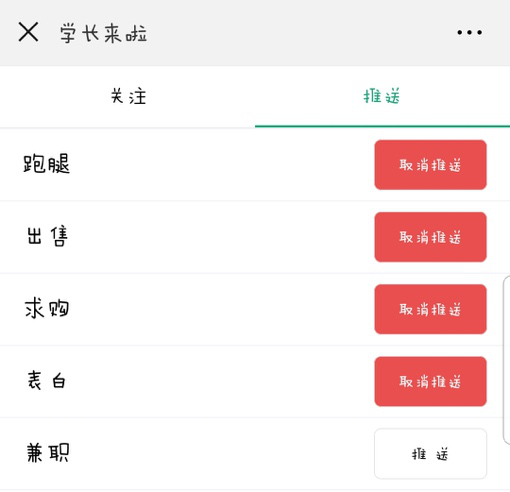 学长来啦
关注 推送
跑腿 取消推送
出售 取消推送
求购 取消推送
表白 取消推送
兼职 推送